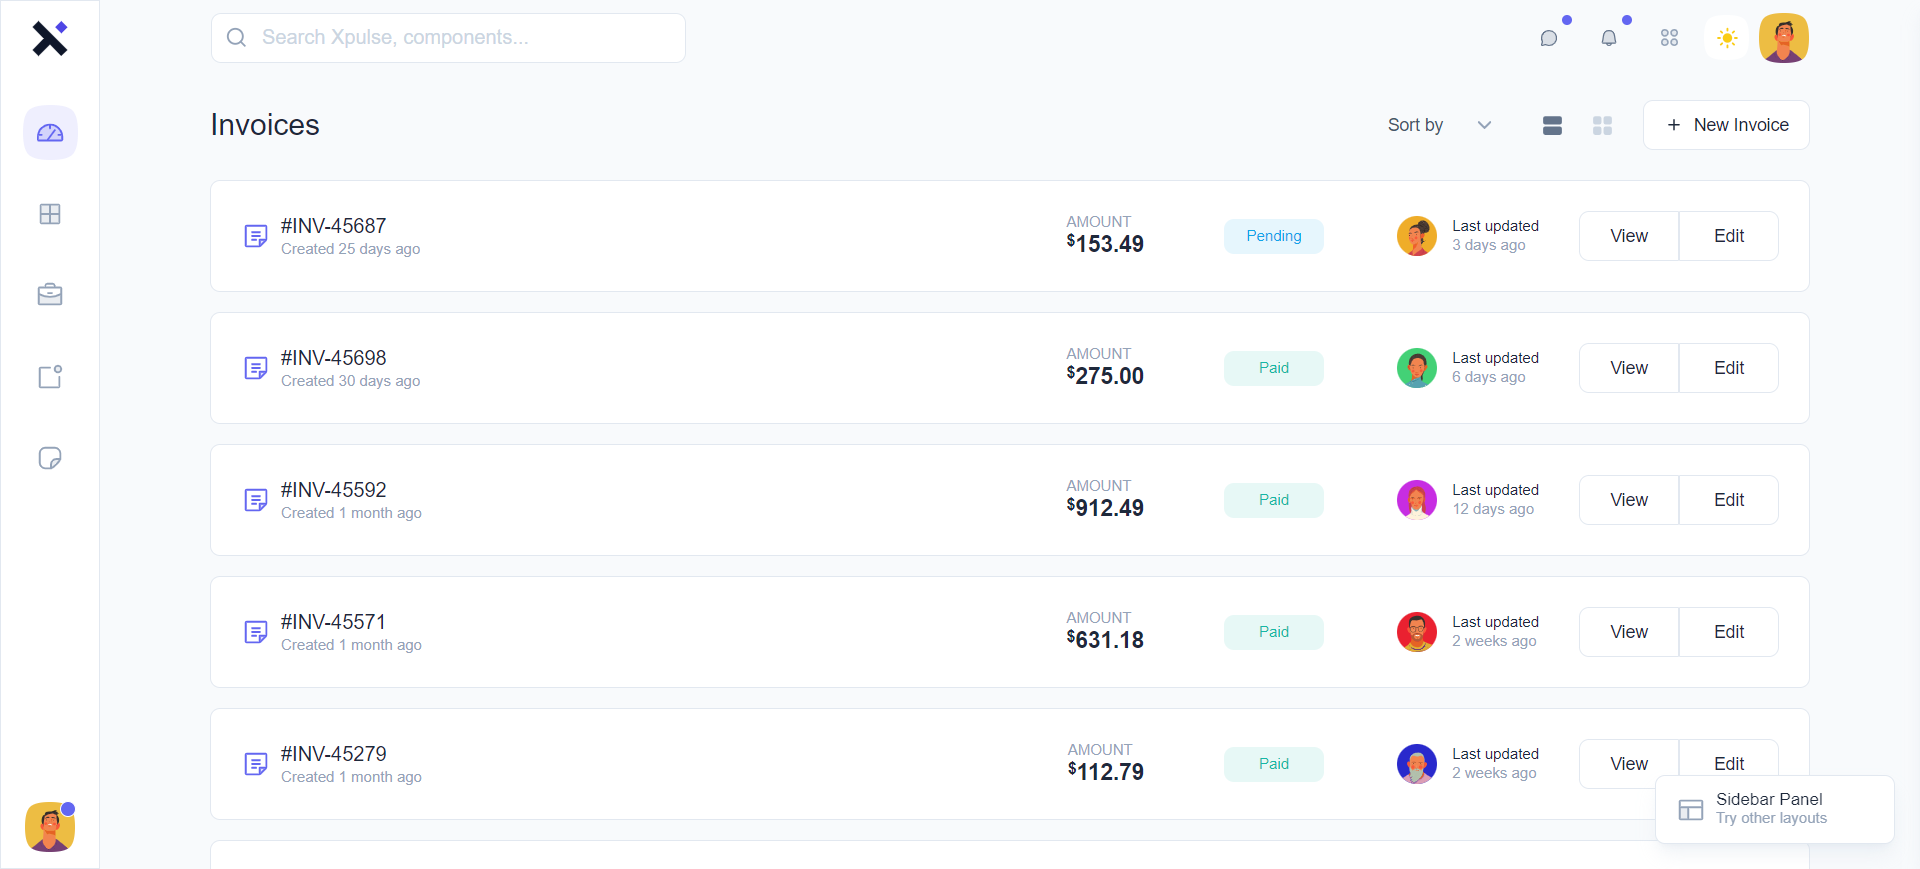 Search Xpulse, components...
Invoices
Sort by
New Invoice
#INV-45687
Created 25 days ago
AMOUNT
$153.49
Pending
Last updated
3 days ago
View
Edit
#INV-45698
Created 30 days ago
AMOUNT
$275.00
Paid
Last updated
6 days ago
View
Edit
#INV-45592
Created 1 month ago
AMOUNT
$912.49
Paid
Last updated
12 days ago
View
Edit
#INV-45571
Created 1 month ago
AMOUNT
$631.18
Paid
Last updated
2 weeks ago
View
Edit
#INV-45279
Created 1 month ago
AMOUNT
$112.79
Paid
Last updated
2 weeks ago
View
Edit
Sidebar Panel
Try other layouts